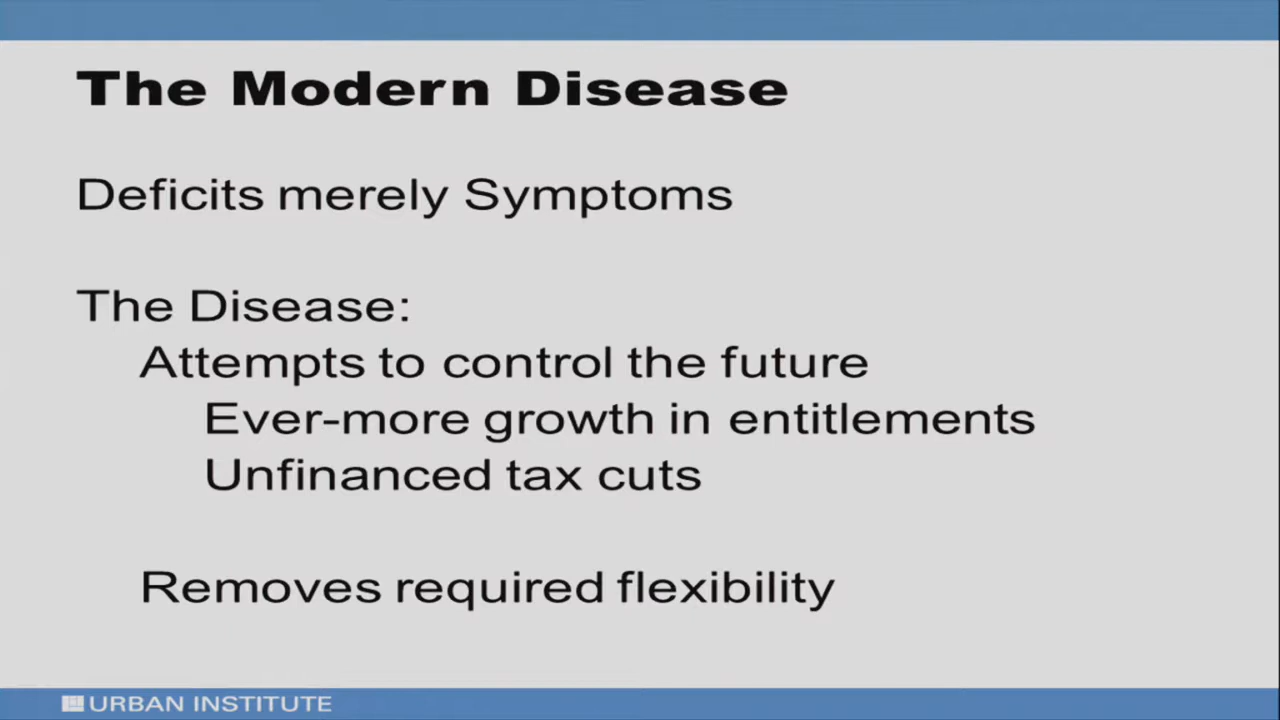 The Modern Disease
Deficits merely Symptoms
The Disease:
Attempts to control the future
Ever-more growth in entitlements
Unfinanced tax cuts
Removes required flexibility
URBAN INSTITUTE